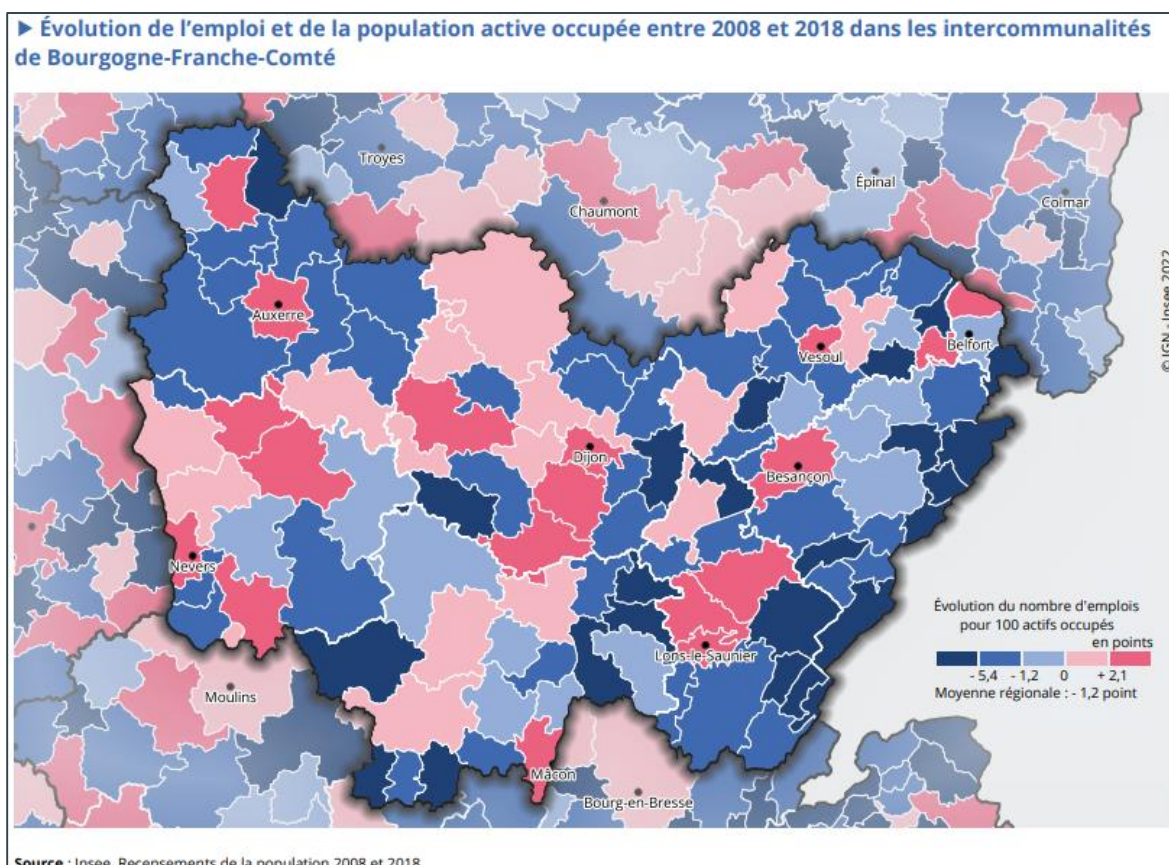 ► Évolution de l'emploi et de la population active occupée entre 2008 et 2018 dans les intercommunalités
de Bourgogne-Franche-Comté
Troyes
Épinal
Chaumont
Colmar
© IGN - Insee 2022
Auxerre
Vesoul
Belfort
Dijon
Besançon
Nevers
Évolution du nombre d'emplois
pour 100 actifs occupés
en points
Lons-le-Saunier
- 5,4 - 1,2 0 + 2,1
Moyenne régionale : - 1,2 point
Moulins
Mâcon
Bourg-en-Bresse
Source : Insee, Recensements de la population 2008 et 2018